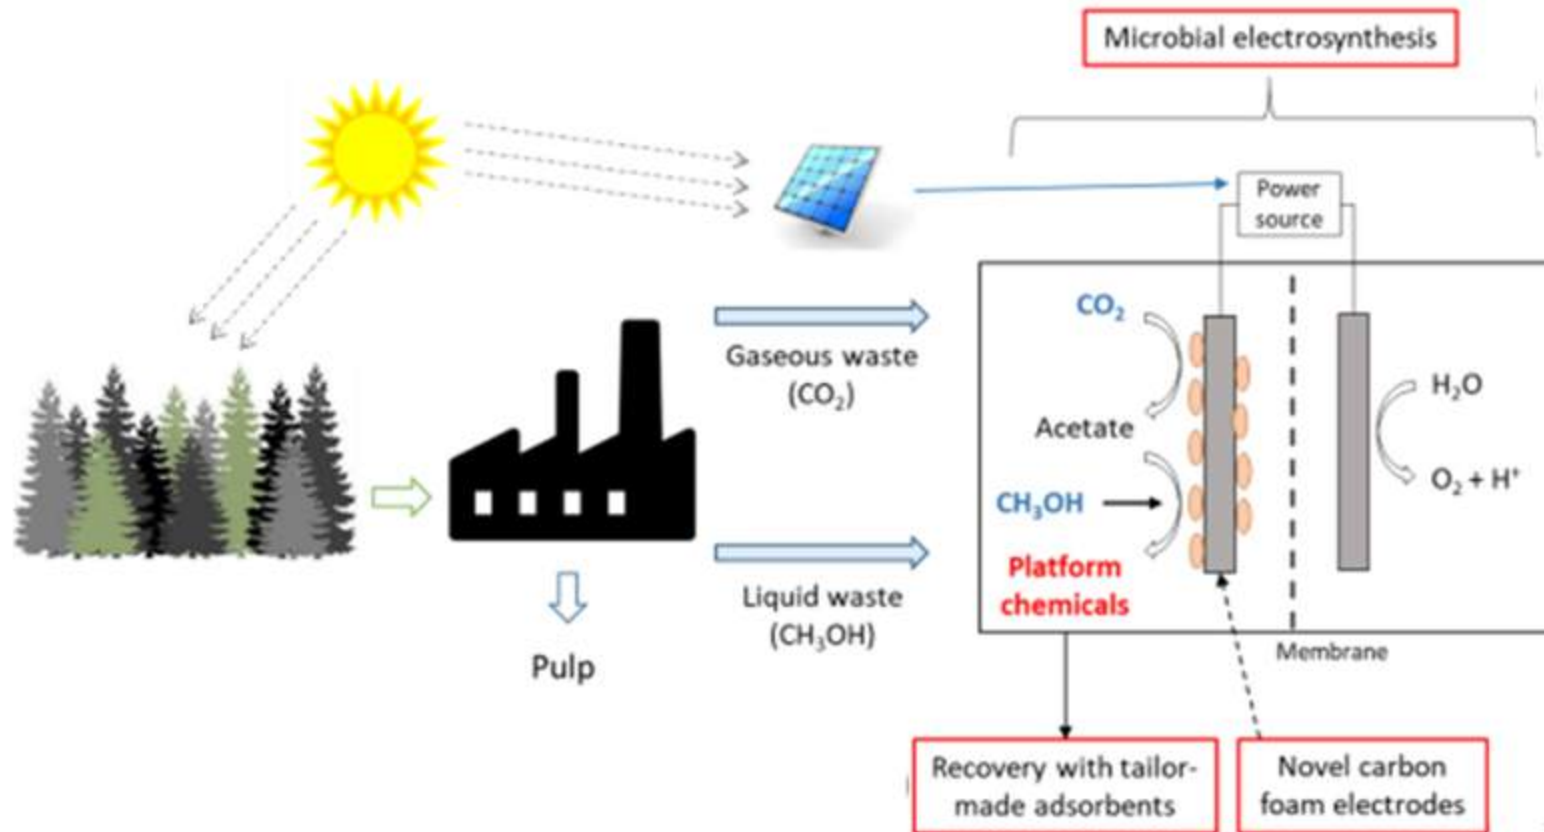 Microbial electrosynthesis
Power
source
CO₂
Gaseous waste
(CO₂)
Acetate
H₂O
CH₃OH
O₂ + H⁺
Platform
chemicals
Liquid waste
(CH₃OH)
Pulp
Membrane
Recovery with tailor-
made adsorbents
Novel carbon
foam electrodes